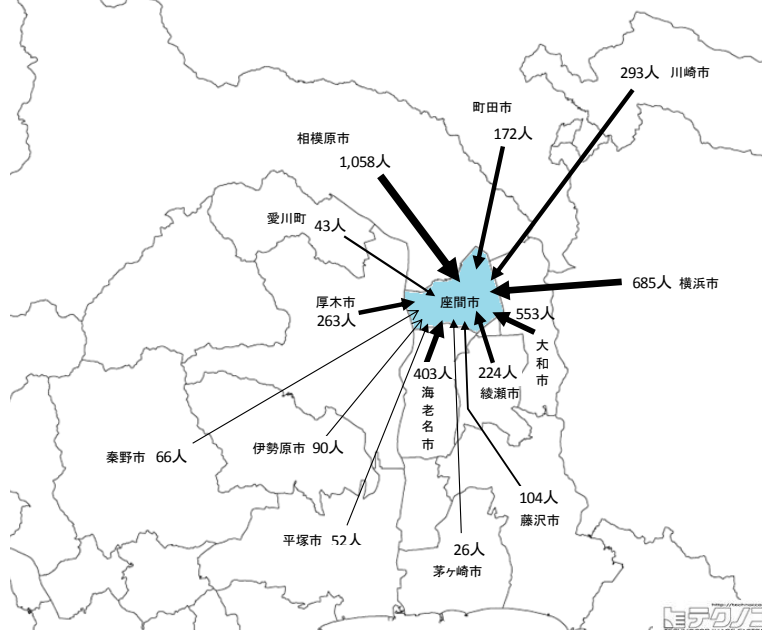 293人 川崎市
町田市
172人
相模原市
1,058人
愛川町 43人
685人 横浜市
座間市
厚木市
263人
553人
大和市
403人
海老名市
224人
綾瀬市
秦野市 66人
伊勢原市 90人
104人
藤沢市
平塚市 52人
26人
茅ヶ崎市
テクノコ